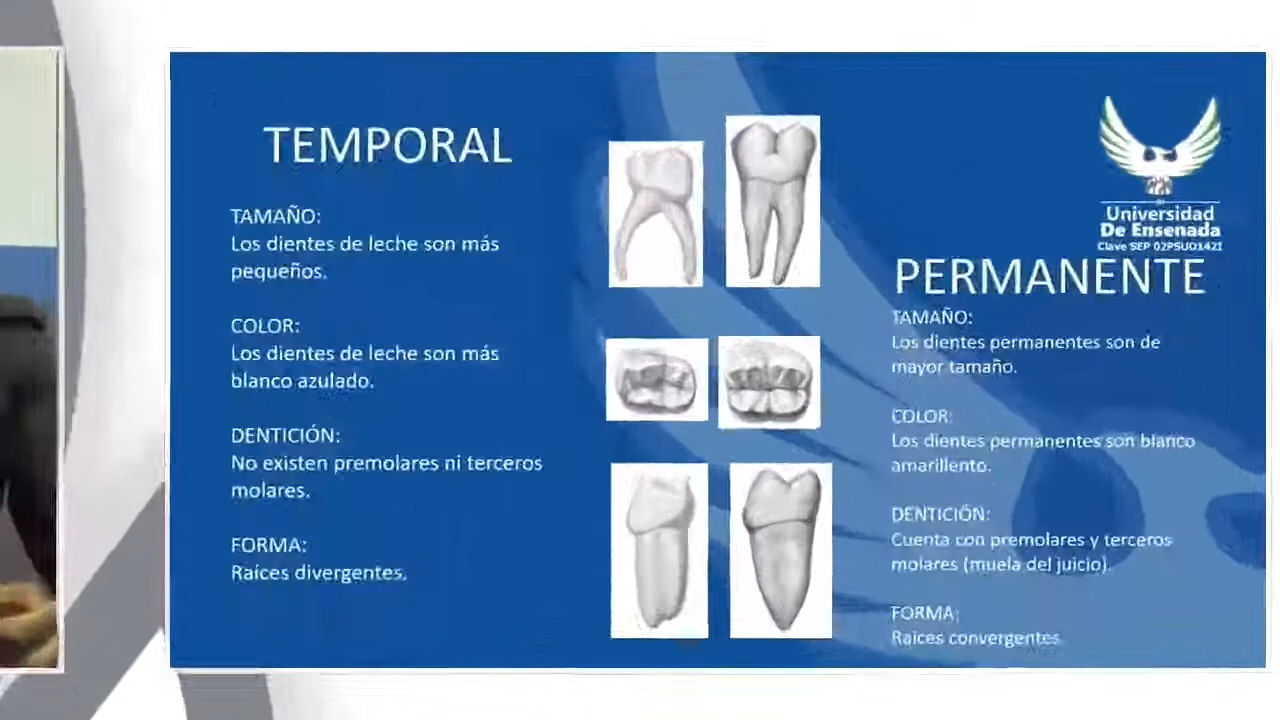 TEMPORAL
TAMAÑO:
Los dientes de leche son más
pequeños.
COLOR:
Los dientes de leche son más
blanco azulado.
DENTICIÓN:
No existen premolares ni terceros
molares.
FORMA:
Raíces divergentes.
Universidad
De Ensenada
Clave SEP 02PSU0142I
PERMANENTE
TAMAÑO:
Los dientes permanentes son de
mayor tamaño.
COLOR:
Los dientes permanentes son blanco
amarillento.
DENTICIÓN:
Cuenta con premolares y terceros
molares (muela del juicio).
FORMA:
Raíces convergentes.